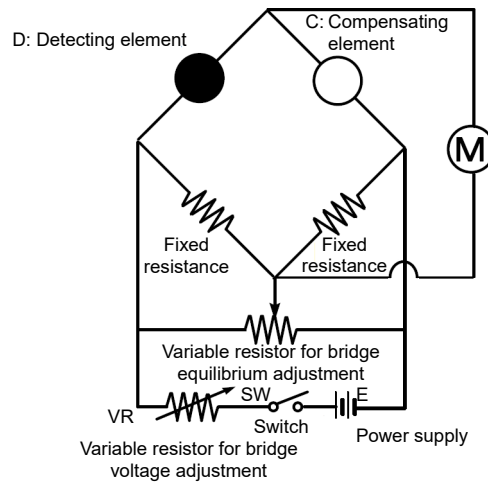 C: Compensating
element
D: Detecting element
M
Fixed
resistance
Fixed
resistance
Variable resistor for bridge
equilibrium adjustment
SW
E
VR
Switch
Power supply
Variable resistor for bridge
voltage adjustment